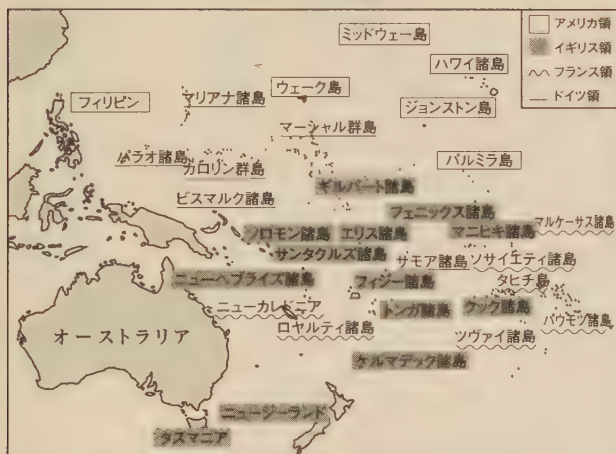 アメリカ領
イギリス領
フランス領
ドイツ領
ミッドウェー島
ハワイ諸島
フィリピン
マリアナ諸島
ウェーク島
ジョンストン島
マーシャル群島
パラオ諸島
カロリン群島
パルミラ島
ギルバート諸島
ビスマルク諸島
フェニックス諸島
マルケーサス諸島
ソロモン諸島
エリス諸島
マニヒキ諸島
サンタクルズ諸島
サモア諸島
ソサイエティ諸島
ニューヘブライズ諸島
フィジー諸島
タヒチ島
ニューカレドニア
トンガ諸島
クック諸島
パウモツ諸島
オーストラリア
ロヤルティ諸島
ツヴァイ諸島
ケルマデック諸島
ニュージーランド
タスマニア